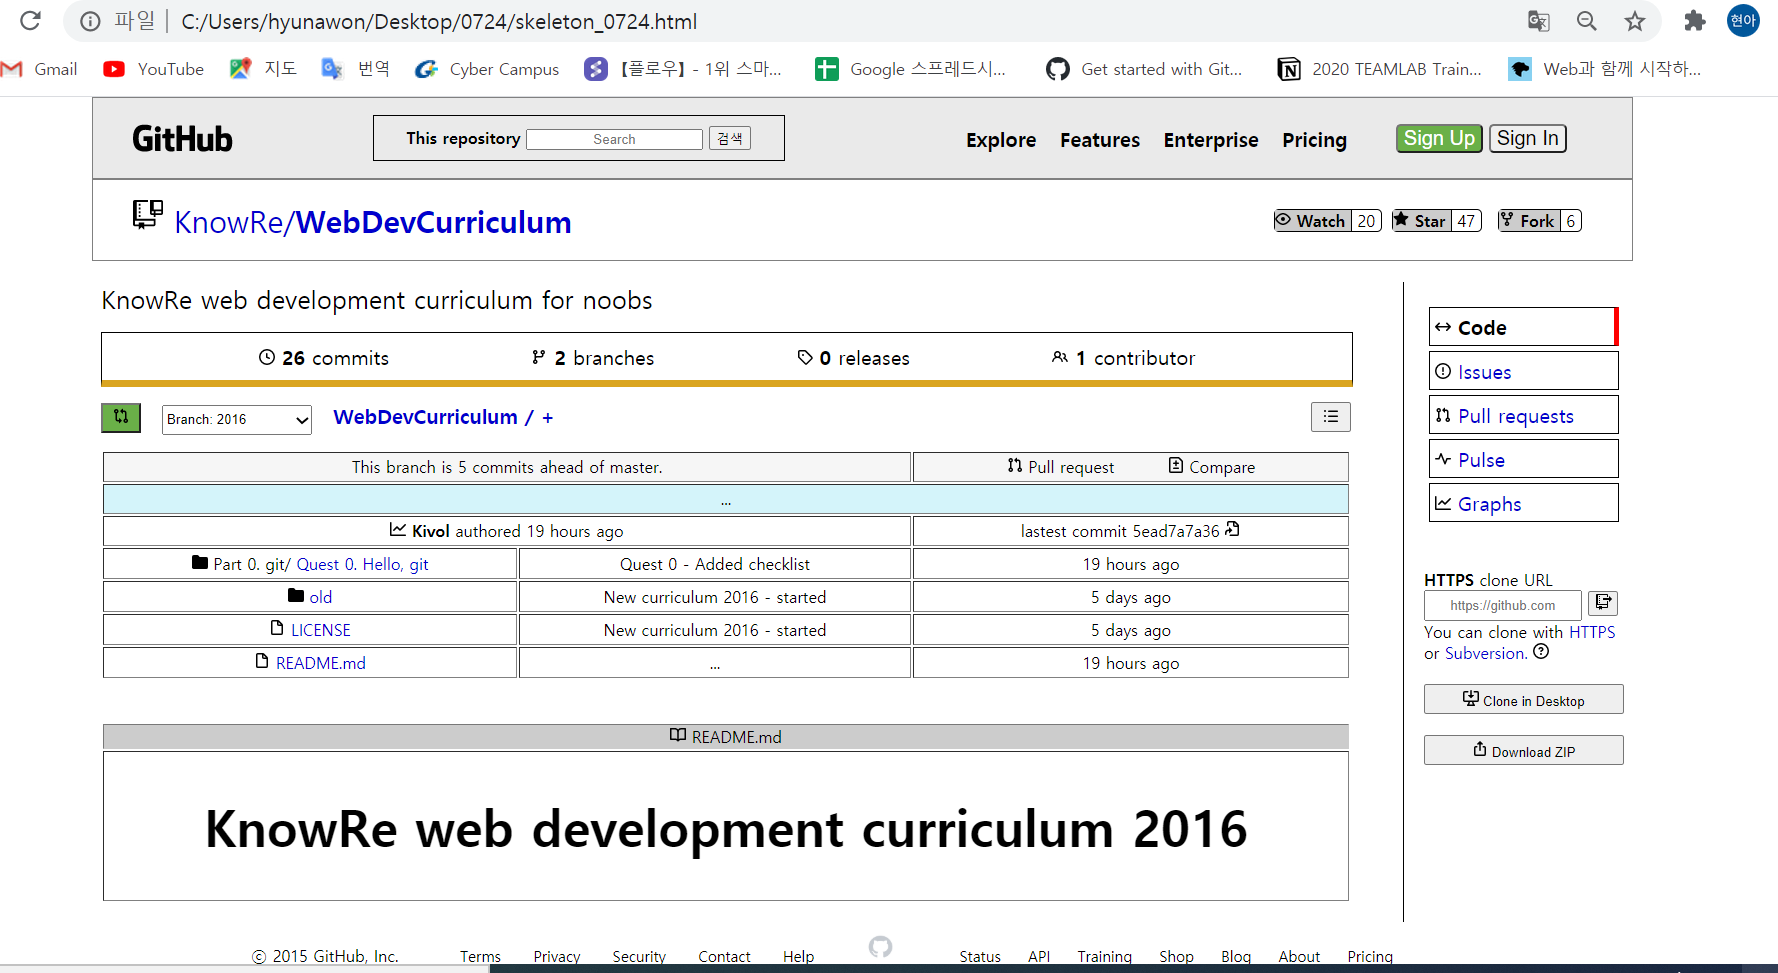 파일 C:/Users/hyunawon/Desktop/0724/skeleton_0724.html 현아
Gmail YouTube 지도 번역 Cyber Campus 【플로우】 - 1위 스마... Google 스프레드시... Get started with Git... 2020 TEAMLAB Train... Web과 함께 시작하...
GitHub This repository Search 검색 Explore Features Enterprise Pricing Sign Up Sign In
KnowRe/WebDevCurriculum Watch 20 Star 47 Fork 6
KnowRe web development curriculum for noobs
26 commits 2 branches 0 releases 1 contributor
Branch: 2016 WebDevCurriculum / +
This branch is 5 commits ahead of master. Pull request Compare
...
Kivol authored 19 hours ago lastest commit 5ead7a7a36
Part 0. git/ Quest 0. Hello, git Quest 0 - Added checklist 19 hours ago
old New curriculum 2016 - started 5 days ago
LICENSE New curriculum 2016 - started 5 days ago
README.md ... 19 hours ago
README.md
KnowRe web development curriculum 2016
Code
Issues
Pull requests
Pulse
Graphs
HTTPS clone URL
https://github.com
You can clone with HTTPS
or Subversion.
Clone in Desktop
Download ZIP
© 2015 GitHub, Inc. Terms Privacy Security Contact Help Status API Training Shop Blog About Pricing